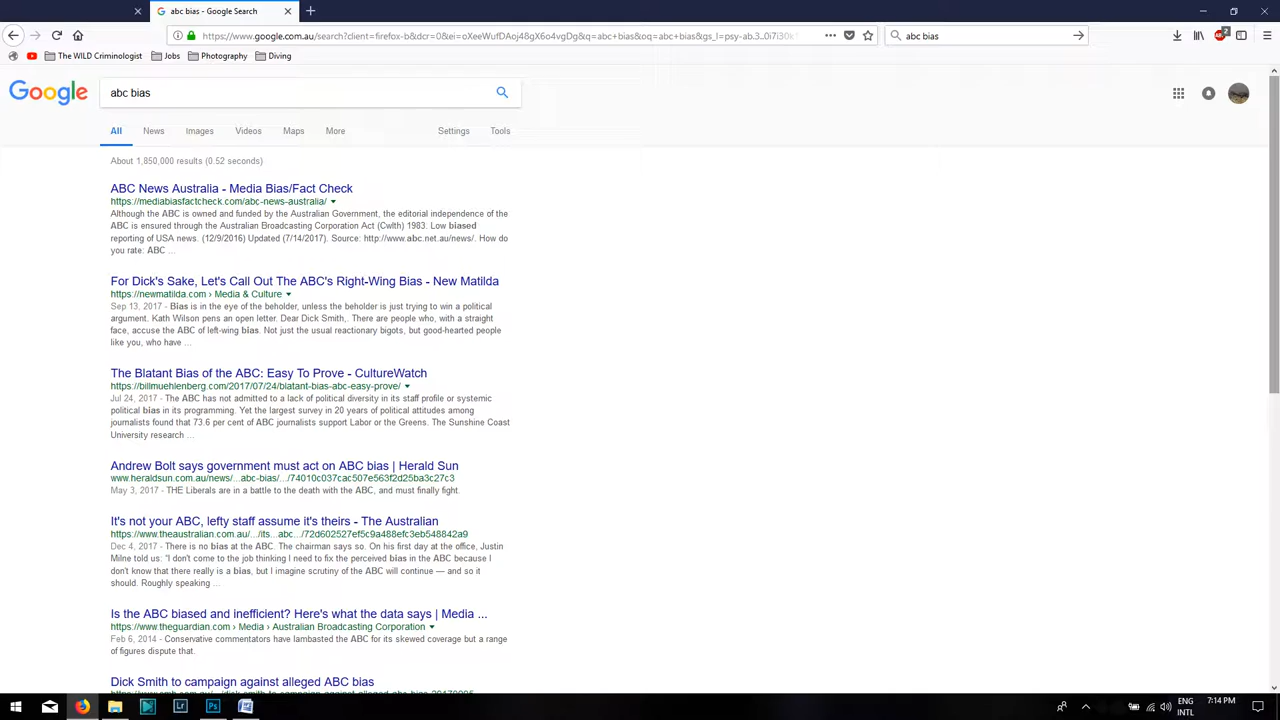 abc bias - Google Search
https://www.google.com.au/search?client=firefox-b&dcr=0&ei=oXeeWufDAoj48gX6o4vgDg&q=abc+bias&oq=abc+bias&gs_l=psy-ab.3..0i7i30k
abc bias
2
The WILD Criminologist
Jobs
Photography
Diving
Google
abc bias
All
News
Images
Videos
Maps
More
Settings
Tools
About 1,850,000 results (0.52 seconds)
ABC News Australia - Media Bias/Fact Check
https://mediabiasfactcheck.com/abc-news-australia/
Although the ABC is owned and funded by the Australian Government, the editorial independence of the
ABC is ensured through the Australian Broadcasting Corporation Act (Cwlth) 1983. Low biased
reporting of USA news. (12/9/2016) Updated (7/14/2017). Source: http://www.abc.net.au/news/. How do
you rate: ABC ...
For Dick's Sake, Let's Call Out The ABC's Right-Wing Bias - New Matilda
https://newmatilda.com › Media & Culture
Sep 13, 2017 - Bias is in the eye of the beholder, unless the beholder is just trying to win a political
argument. Kath Wilson pens an open letter. Dear Dick Smith,. There are people who, with a straight
face, accuse the ABC of left-wing bias. Not just the usual reactionary bigots, but good-hearted people
like you, who have ...
The Blatant Bias of the ABC: Easy To Prove - CultureWatch
https://billmuehlenberg.com/2017/07/24/blatant-bias-abc-easy-prove/
Jul 24, 2017 - The ABC has not admitted to a lack of political diversity in its staff profile or systemic
political bias in its programming. Yet the largest survey in 20 years of political attitudes among
journalists found that 73.6 per cent of ABC journalists support Labor or the Greens. The Sunshine Coast
University research ...
Andrew Bolt says government must act on ABC bias | Herald Sun
www.heraldsun.com.au/news/...abc-bias/.../74010c037cac507e563f2d25ba3c27c3
May 3, 2017 - THE Liberals are in a battle to the death with the ABC, and must finally fight.
It's not your ABC, lefty staff assume it's theirs - The Australian
https://www.theaustralian.com.au/.../its...abc.../72d602527ef5c9a488efc3eb548842a9
Dec 4, 2017 - There is no bias at the ABC. The chairman says so. On his first day at the office, Justin
Milne told us: “I don't come to the job thinking I need to fix the perceived bias in the ABC because I
don't know that there really is a bias, but I imagine scrutiny of the ABC will continue — and so it
should. Roughly speaking ...
Is the ABC biased and inefficient? Here's what the data says | Media ...
https://www.theguardian.com › Media › Australian Broadcasting Corporation
Feb 6, 2014 - Conservative commentators have lambasted the ABC for its skewed coverage but a range
of figures dispute that.
Dick Smith to campaign against alleged ABC bias
Lr
Ps
ENG
INTL
7:14 PM